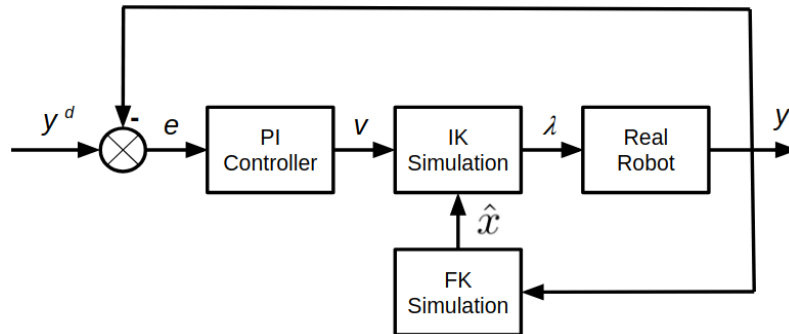 y d
-
e
PI
Controller
v
IK
Simulation
λ
Real
Robot
y
x̂
FK
Simulation